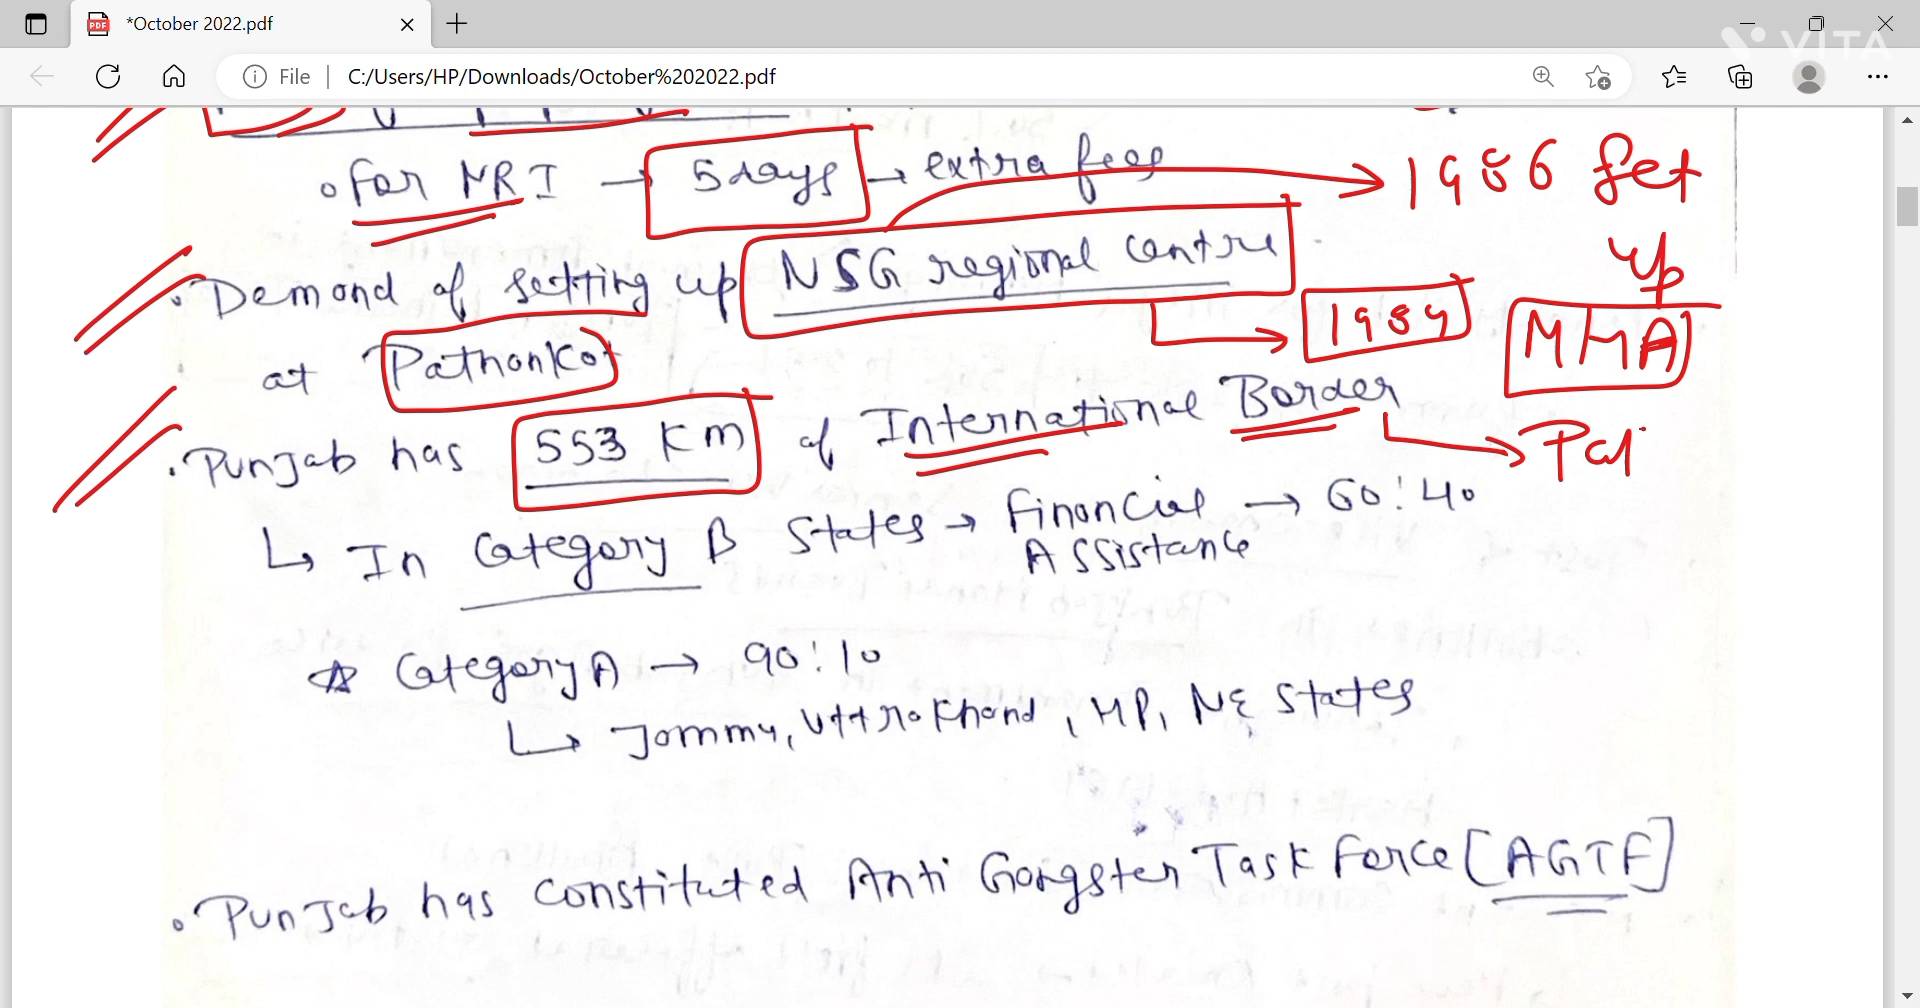 *October 2022.pdf
VITA
File
C:/Users/HP/Downloads/October%202022.pdf
• for NRI → 5 days → extra fees
1986 Set
up
• Demand of setting up NSG regional centre
1984
MHA
at Pathankot
• Punjab has 553 Km of International Border
Pa
↳ In Category B States → Financial → 60:40
Assistance
☆ Category A → 90:10
↳ Jammu, Uttrakhand, HP, NE States
• Punjab has constituted Anti Gangster Task Force [AGTF]